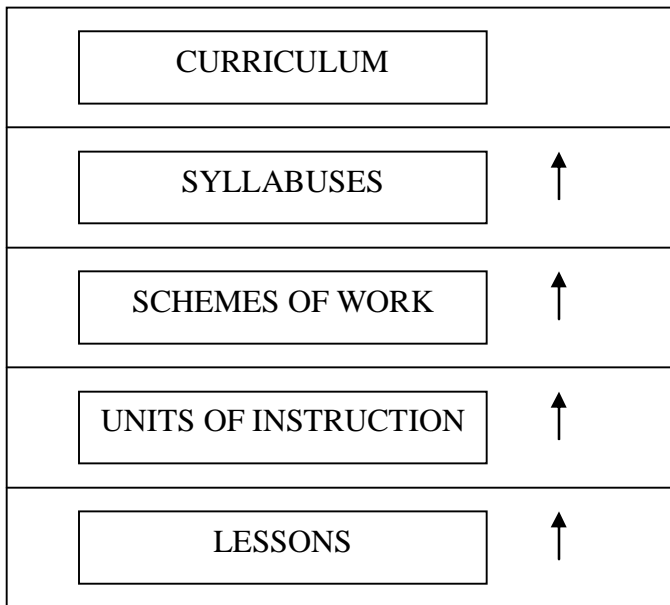 CURRICULUM
SYLLABUSES
SCHEMES OF WORK
UNITS OF INSTRUCTION
LESSONS